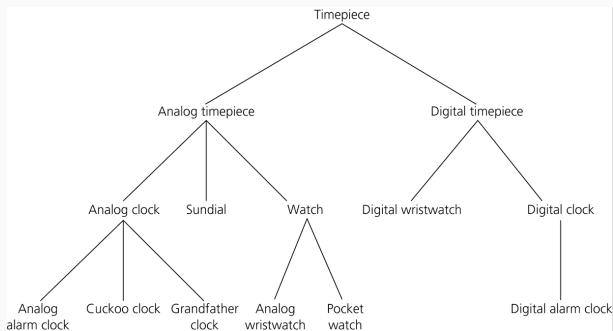 Timepiece
Analog timepiece
Digital timepiece
Analog clock
Sundial
Watch
Digital wristwatch
Digital clock
Analog
alarm clock
Cuckoo clock
Grandfather
clock
Analog
wristwatch
Pocket
watch
Digital alarm clock